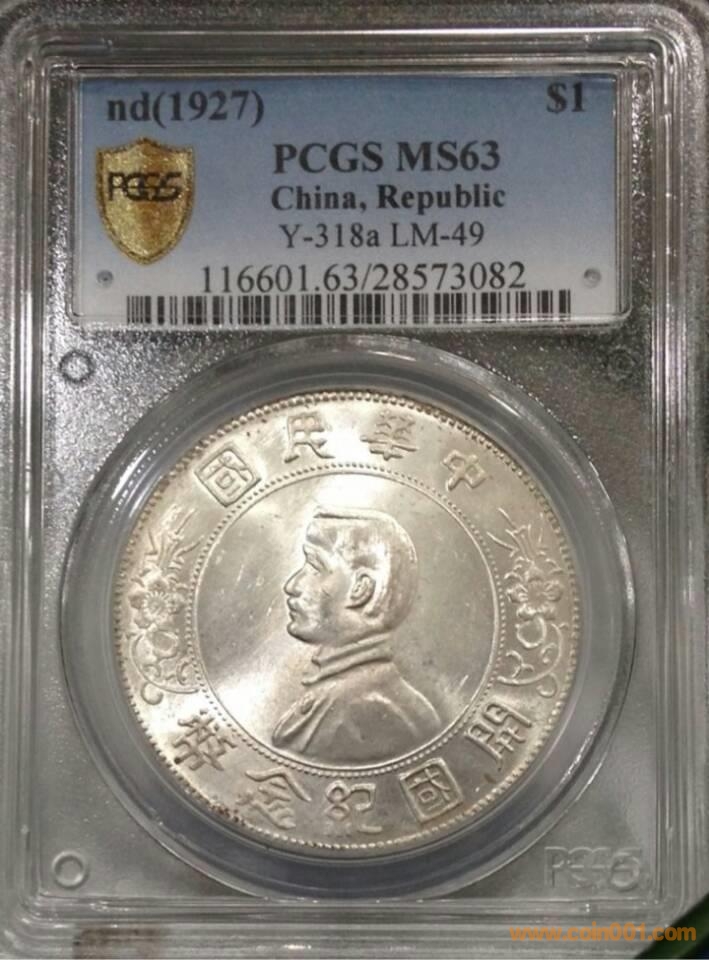 nd(1927) $1
PCGS PCGS MS63
China, Republic
Y-318a LM-49
116601.63/28573082
中華民國
開國紀念幣
PCGS
www.coin001.com